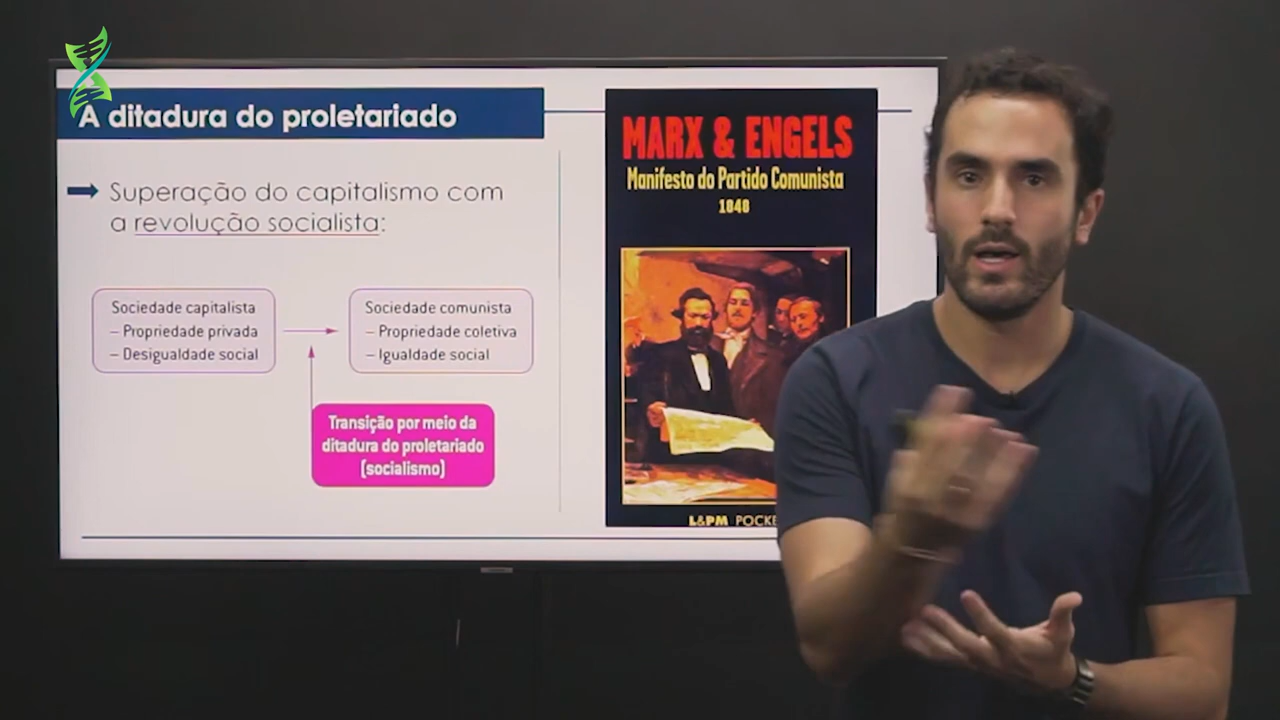 A ditadura do proletariado
Superação do capitalismo com
a revolução socialista:
Sociedade capitalista
– Propriedade privada
– Desigualdade social
Sociedade comunista
– Propriedade coletiva
– Igualdade social
Transição por meio da
ditadura do proletariado
(socialismo)
MARX & ENGELS
Manifesto do Partido Comunista
1848
L&PM POCKE